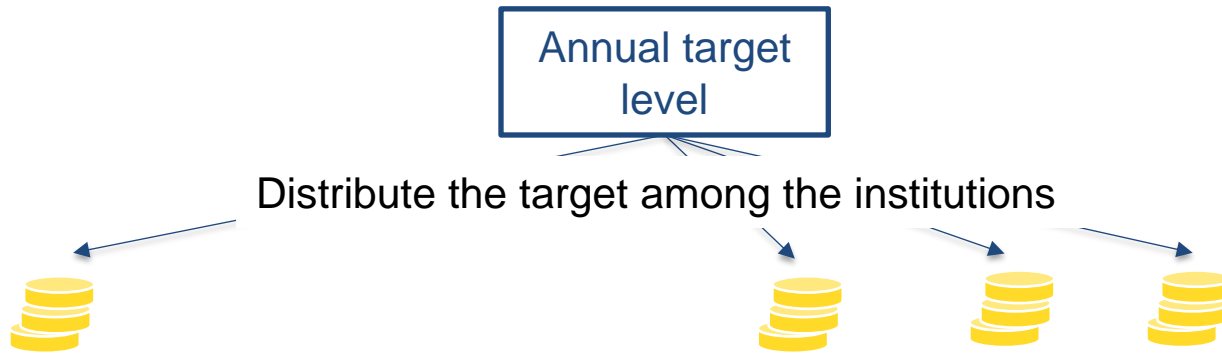 Annual target
level
Distribute the target among the institutions